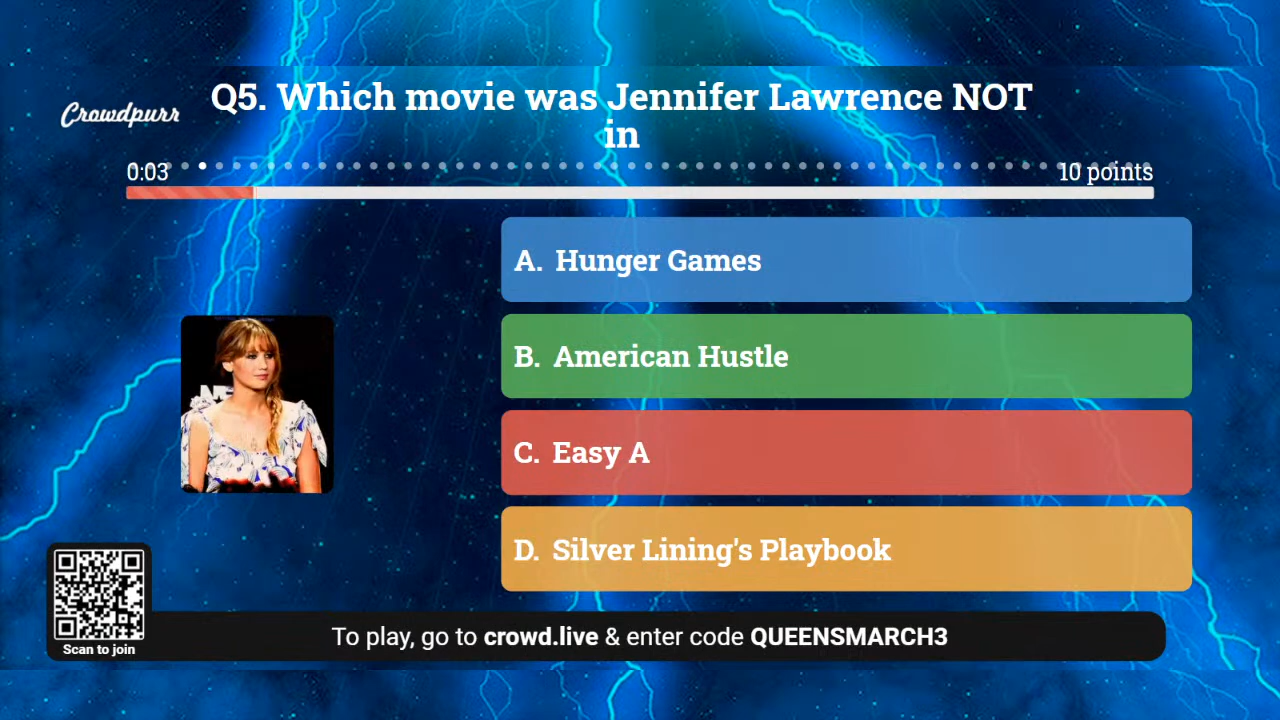 Crowdpurr
Q5. Which movie was Jennifer Lawrence NOT
in
0:03
10 points
A. Hunger Games
B. American Hustle
C. Easy A
D. Silver Lining's Playbook
Scan to join
To play, go to crowd.live & enter code QUEENSMARCH3